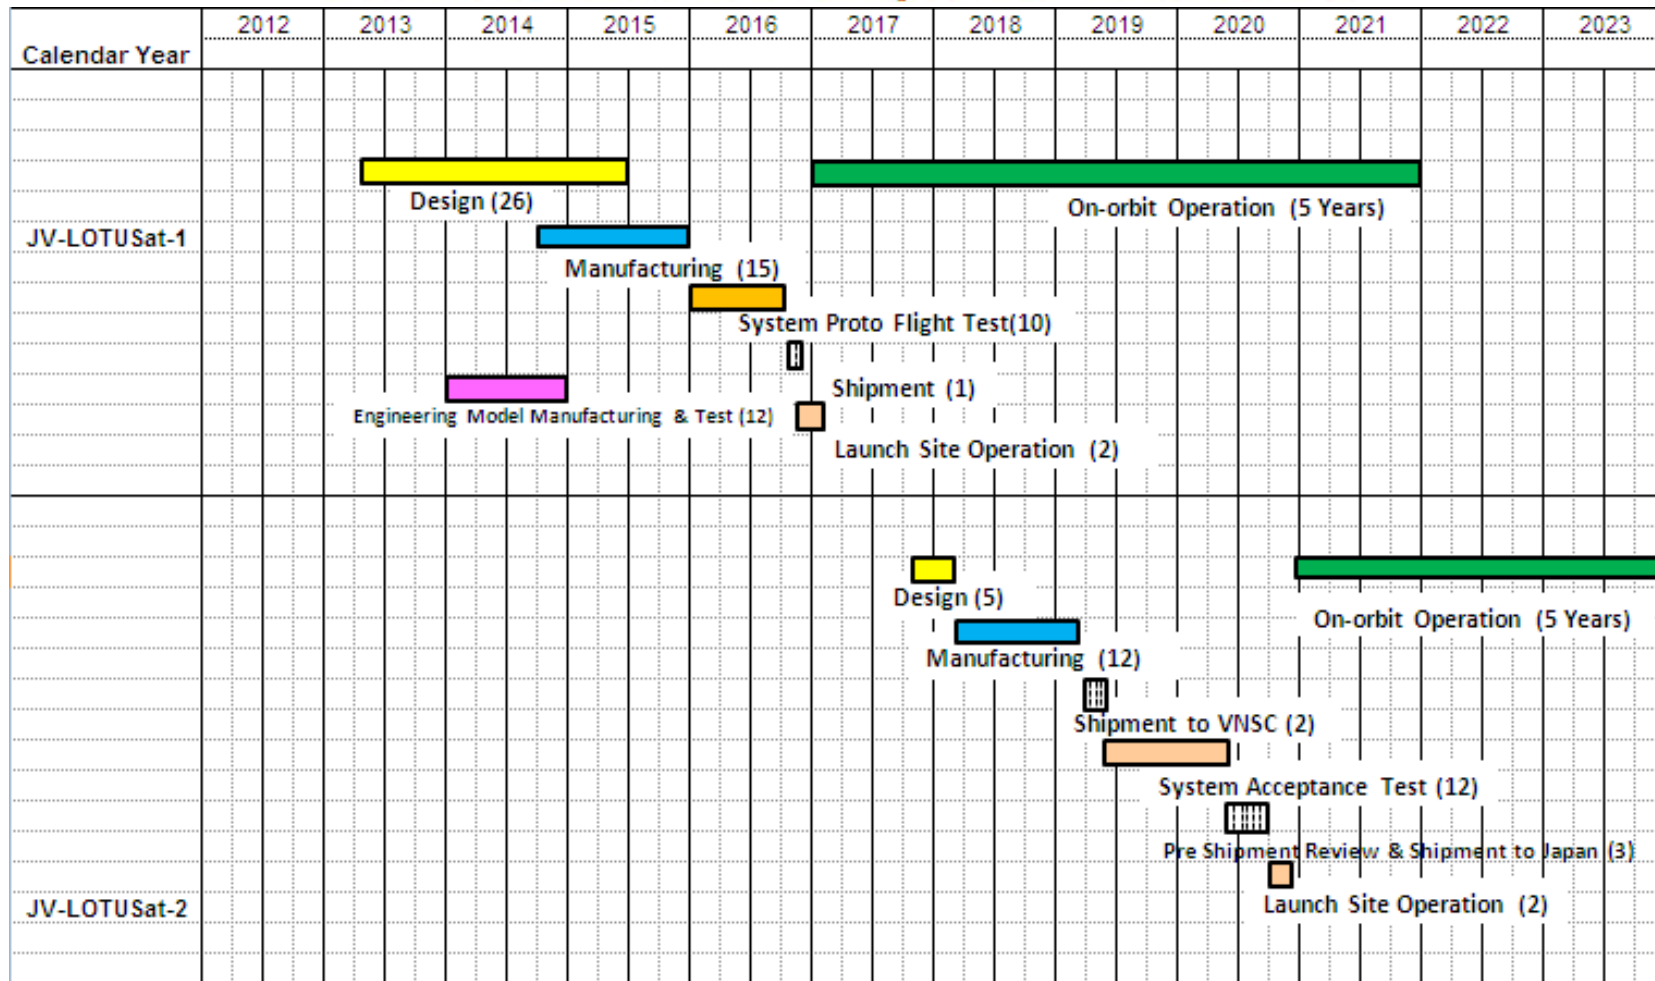 2012 2013 2014 2015 2016 2017 2018 2019 2020 2021 2022 2023
Calendar Year
Design (26)
On-orbit Operation (5 Years)
JV-LOTUSat-1
Manufacturing (15)
System Proto Flight Test(10)
Shipment (1)
Engineering Model Manufacturing & Test (12)
Launch Site Operation (2)
Design (5)
On-orbit Operation (5 Years)
Manufacturing (12)
Shipment to VNSC (2)
System Acceptance Test (12)
Pre Shipment Review & Shipment to Japan (3)
Launch Site Operation (2)
JV-LOTUSat-2